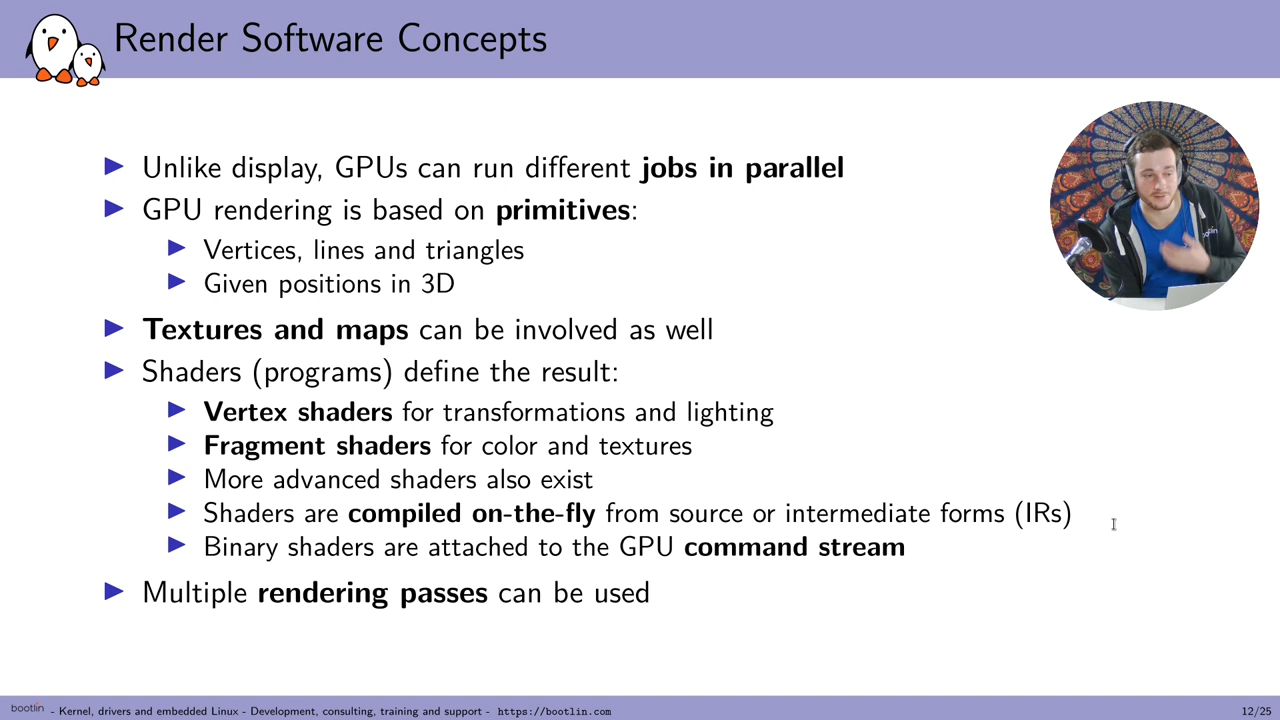 Render Software Concepts
Unlike display, GPUs can run different jobs in parallel
GPU rendering is based on primitives:
Vertices, lines and triangles
Given positions in 3D
Textures and maps can be involved as well
Shaders (programs) define the result:
Vertex shaders for transformations and lighting
Fragment shaders for color and textures
More advanced shaders also exist
Shaders are compiled on-the-fly from source or intermediate forms (IRs)
Binary shaders are attached to the GPU command stream
Multiple rendering passes can be used
bootlin
bootlin - Kernel, drivers and embedded Linux - Development, consulting, training and support - https://bootlin.com
12/25